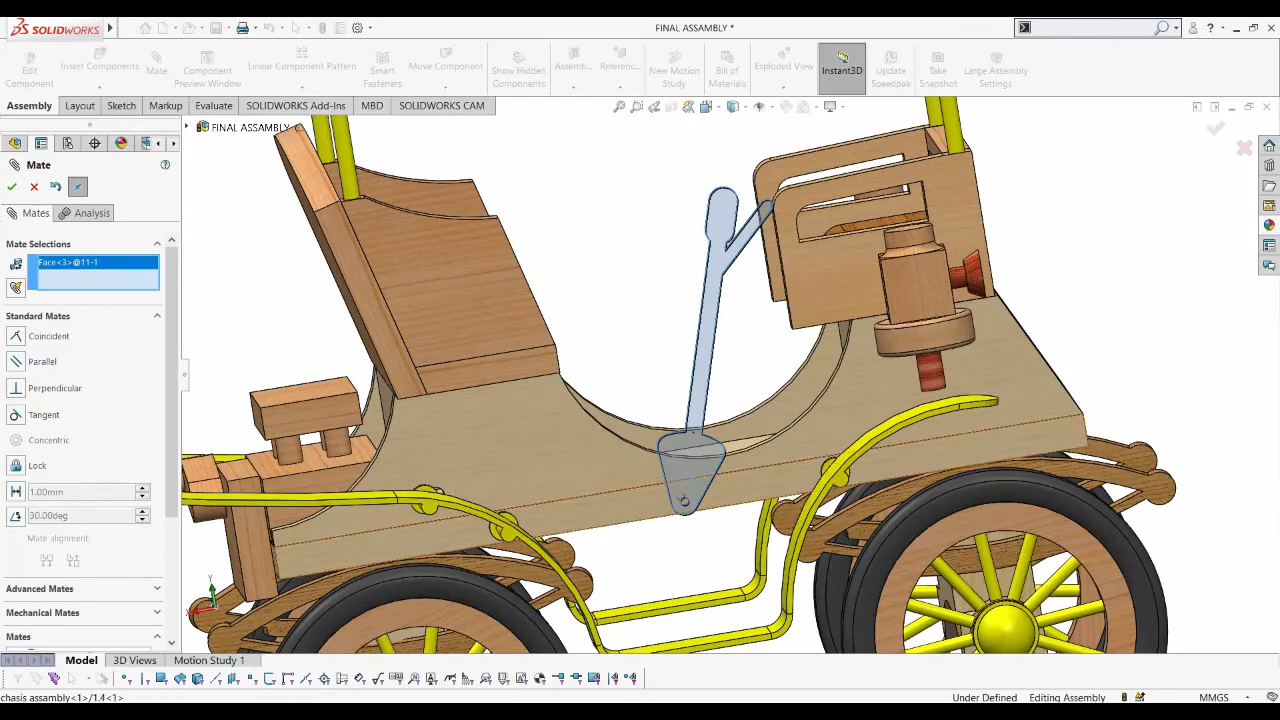 SOLIDWORKS
FINAL ASSEMBLY *
Edit Component
Insert Components
Mate
Component Preview Window
Linear Component Pattern
Smart Fasteners
Move Component
Show Hidden Components
Assemb...
Referenc...
New Motion Study
Bill of Materials
Exploded View
Instant3D
Update Speedpak
Take Snapshot
Large Assembly Settings
Assembly
Layout
Sketch
Markup
Evaluate
SOLIDWORKS Add-Ins
MBD
SOLIDWORKS CAM
FINAL ASSEMBLY
Mate
Mates
Analysis
Mate Selections
Face<3>@11-1
Standard Mates
Coincident
Parallel
Perpendicular
Tangent
Concentric
Lock
1.00mm
30.00deg
Mate alignment:
Advanced Mates
Mechanical Mates
Mates
Y
X
Model
3D Views
Motion Study 1
chasis assembly<1>/1.4<1>
Under Defined
Editing Assembly
MMGS